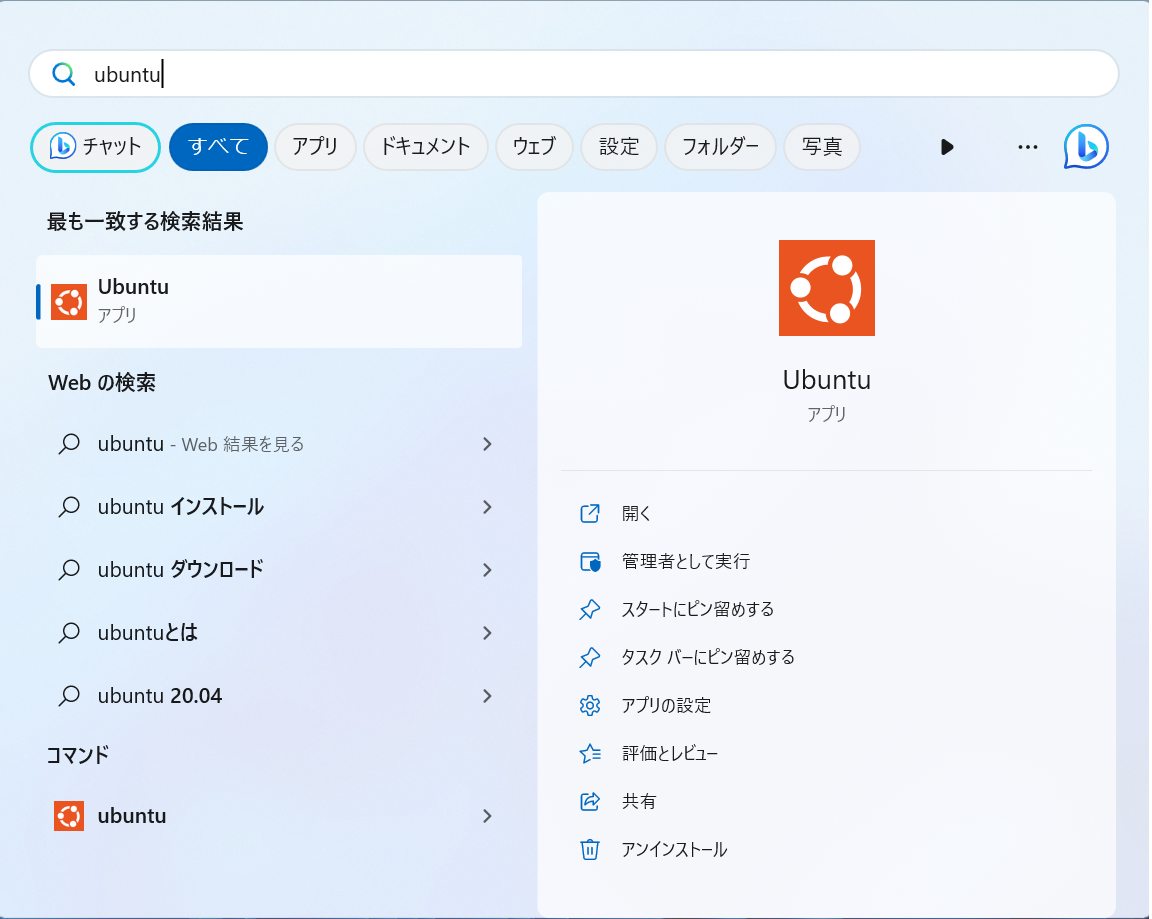 ubuntu
チャット すべて アプリ ドキュメント ウェブ 設定 フォルダー 写真
最も一致する検索結果
Ubuntu
アプリ
Web の検索
ubuntu - Web 結果を見る
ubuntu インストール
ubuntu ダウンロード
ubuntuとは
ubuntu 20.04
コマンド
ubuntu
Ubuntu
アプリ
開く
管理者として実行
スタートにピン留めする
タスク バーにピン留めする
アプリの設定
評価とレビュー
共有
アンインストール